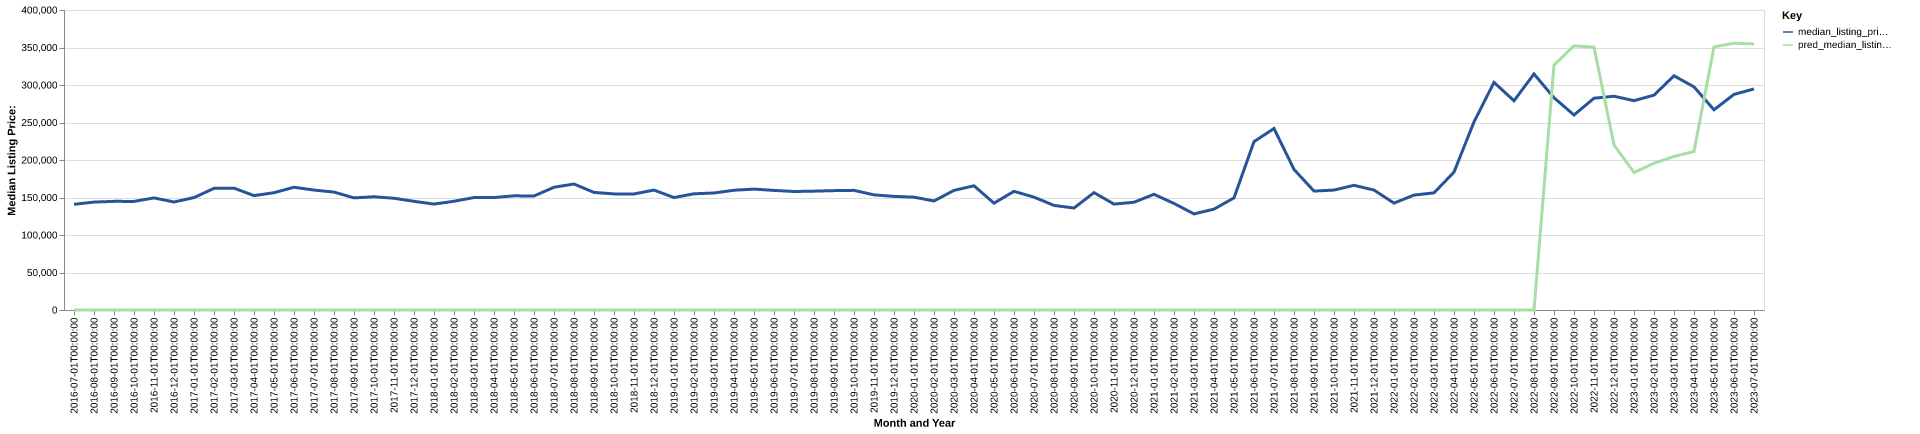 400,000
350,000
300,000
250,000
200,000
150,000
100,000
50,000
0
Median Listing Price:
2016-07-01T00:00:00
2016-08-01T00:00:00
2016-09-01T00:00:00
2016-10-01T00:00:00
2016-11-01T00:00:00
2016-12-01T00:00:00
2017-01-01T00:00:00
2017-02-01T00:00:00
2017-03-01T00:00:00
2017-04-01T00:00:00
2017-05-01T00:00:00
2017-06-01T00:00:00
2017-07-01T00:00:00
2017-08-01T00:00:00
2017-09-01T00:00:00
2017-10-01T00:00:00
2017-11-01T00:00:00
2017-12-01T00:00:00
2018-01-01T00:00:00
2018-02-01T00:00:00
2018-03-01T00:00:00
2018-04-01T00:00:00
2018-05-01T00:00:00
2018-06-01T00:00:00
2018-07-01T00:00:00
2018-08-01T00:00:00
2018-09-01T00:00:00
2018-10-01T00:00:00
2018-11-01T00:00:00
2018-12-01T00:00:00
2019-01-01T00:00:00
2019-02-01T00:00:00
2019-03-01T00:00:00
2019-04-01T00:00:00
2019-05-01T00:00:00
2019-06-01T00:00:00
2019-07-01T00:00:00
2019-08-01T00:00:00
2019-09-01T00:00:00
2019-10-01T00:00:00
2019-11-01T00:00:00
2019-12-01T00:00:00
2020-01-01T00:00:00
2020-02-01T00:00:00
2020-03-01T00:00:00
2020-04-01T00:00:00
2020-05-01T00:00:00
2020-06-01T00:00:00
2020-07-01T00:00:00
2020-08-01T00:00:00
2020-09-01T00:00:00
2020-10-01T00:00:00
2020-11-01T00:00:00
2020-12-01T00:00:00
2021-01-01T00:00:00
2021-02-01T00:00:00
2021-03-01T00:00:00
2021-04-01T00:00:00
2021-05-01T00:00:00
2021-06-01T00:00:00
2021-07-01T00:00:00
2021-08-01T00:00:00
2021-09-01T00:00:00
2021-10-01T00:00:00
2021-11-01T00:00:00
2021-12-01T00:00:00
2022-01-01T00:00:00
2022-02-01T00:00:00
2022-03-01T00:00:00
2022-04-01T00:00:00
2022-05-01T00:00:00
2022-06-01T00:00:00
2022-07-01T00:00:00
2022-08-01T00:00:00
2022-09-01T00:00:00
2022-10-01T00:00:00
2022-11-01T00:00:00
2022-12-01T00:00:00
2023-01-01T00:00:00
2023-02-01T00:00:00
2023-03-01T00:00:00
2023-04-01T00:00:00
2023-05-01T00:00:00
2023-06-01T00:00:00
2023-07-01T00:00:00
Month and Year
Key
median_listing_pri…
pred_median_listin…